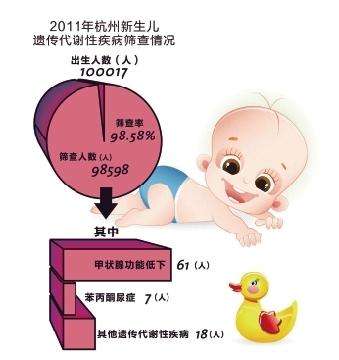 2011年杭州新生儿
遗传代谢性疾病筛查情况
出生人数（人）
100017
筛查率
98.58%
筛查人数(人)
98598
其中
甲状腺功能低下 61（人）
苯丙酮尿症 7（人）
其他遗传代谢性疾病 18（人）